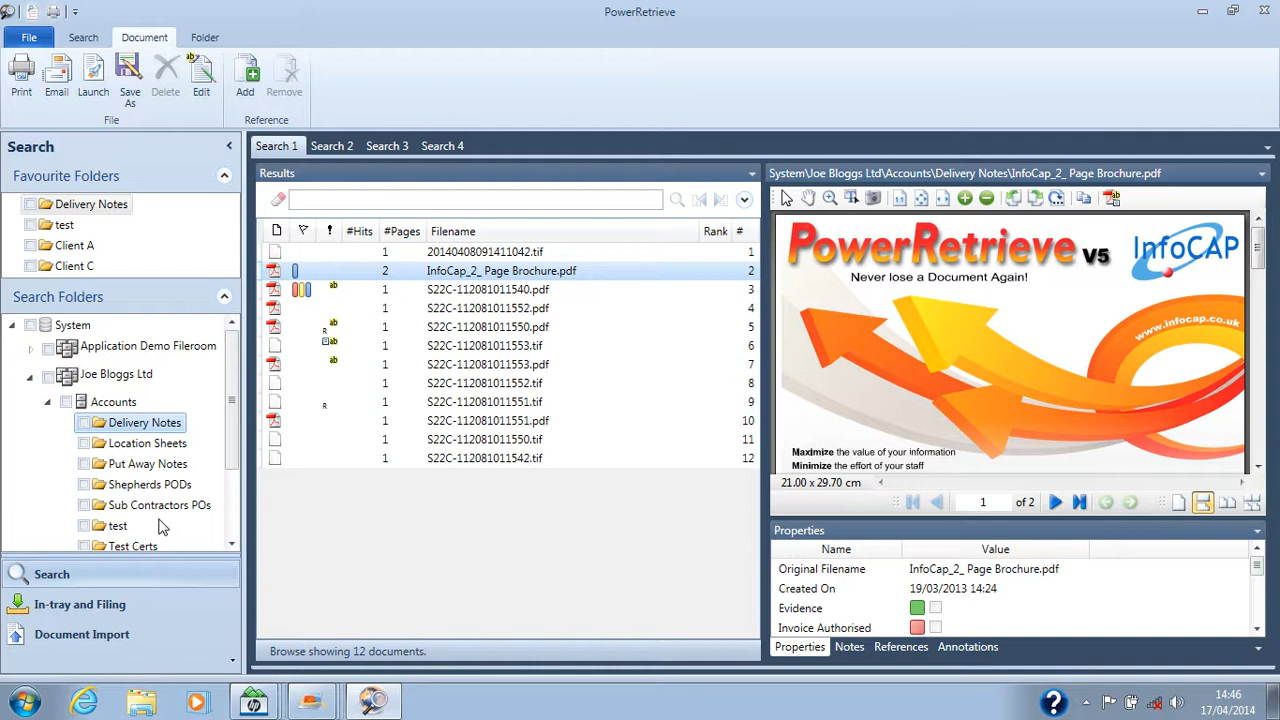 PowerRetrieve
File Search Document Folder
Print Email Launch Save As Delete Edit Add Remove
File Reference
Search
Favourite Folders
Delivery Notes
test
Client A
Client C
Search Folders
System
Application Demo Fileroom
Joe Bloggs Ltd
Accounts
Delivery Notes
Location Sheets
Put Away Notes
Shepherds PODs
Sub Contractors POs
test
Test Certs
Search
In-tray and Filing
Document Import
Search 1 Search 2 Search 3 Search 4
Results
#Hits #Pages Filename Rank #
1 20140408091411042.tif 1
2 InfoCap_2_ Page Brochure.pdf 2
ab 1 S22C-112081011540.pdf 3
1 S22C-112081011552.pdf 4
R ab 1 S22C-112081011550.pdf 5
ab 1 S22C-112081011553.tif 6
ab 1 S22C-112081011553.pdf 7
1 S22C-112081011552.tif 8
R 1 S22C-112081011551.tif 9
1 S22C-112081011551.pdf 10
1 S22C-112081011550.tif 11
1 S22C-112081011542.tif 12
Browse showing 12 documents.
System\Joe Bloggs Ltd\Accounts\Delivery Notes\InfoCap_2_ Page Brochure.pdf
PowerRetrieve V5 InfoCAP
Never lose a Document Again!
www.infocap.co.uk
Maximize the value of your information
Minimize the effort of your staff
21.00 x 29.70 cm
1 of 2
Properties
Name Value
Original Filename InfoCap_2_ Page Brochure.pdf
Created On 19/03/2013 14:24
Evidence
Invoice Authorised
Properties Notes References Annotations
hp
14:46
17/04/2014